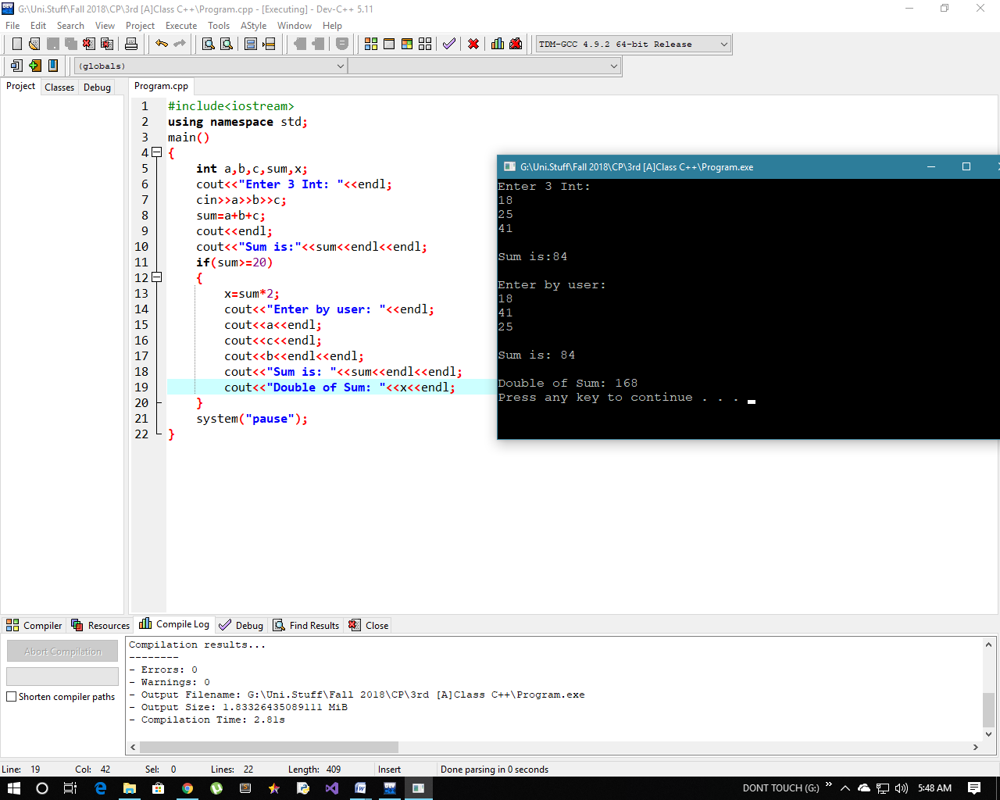 G:\Uni.Stuff\Fall 2018\CP\3rd [A]Class C++\Program.cpp - [Executing] - Dev-C++ 5.11
File Edit Search View Project Execute Tools AStyle Window Help
TDM-GCC 4.9.2 64-bit Release
(globals)
Project Classes Debug
Program.cpp
1 #include<iostream>
2 using namespace std;
3 main()
4 {
5 int a,b,c,sum,x;
6 cout<<"Enter 3 Int: "<<endl;
7 cin>>a>>b>>c;
8 sum=a+b+c;
9 cout<<endl;
10 cout<<"Sum is:"<<sum<<endl<<endl;
11 if(sum>=20)
12 {
13 x=sum*2;
14 cout<<"Enter by user: "<<endl;
15 cout<<a<<endl;
16 cout<<c<<endl;
17 cout<<b<<endl<<endl;
18 cout<<"Sum is: "<<sum<<endl<<endl;
19 cout<<"Double of Sum: "<<x<<endl;
20 }
21 system("pause");
22 }
G:\Uni.Stuff\Fall 2018\CP\3rd [A]Class C++\Program.exe
Enter 3 Int:
18
25
41
Sum is:84
Enter by user:
18
41
25
Sum is: 84
Double of Sum: 168
Press any key to continue . . .
Compiler Resources Compile Log Debug Find Results Close
Abort Compilation
Shorten compiler paths
Compilation results...
--------
- Errors: 0
- Warnings: 0
- Output Filename: G:\Uni.Stuff\Fall 2018\CP\3rd [A]Class C++\Program.exe
- Output Size: 1.83326435089111 MiB
- Compilation Time: 2.81s
Line: 19 Col: 42 Sel: 0 Lines: 22 Length: 409 Insert Done parsing in 0 seconds
DONT TOUCH (G:) 5:48 AM